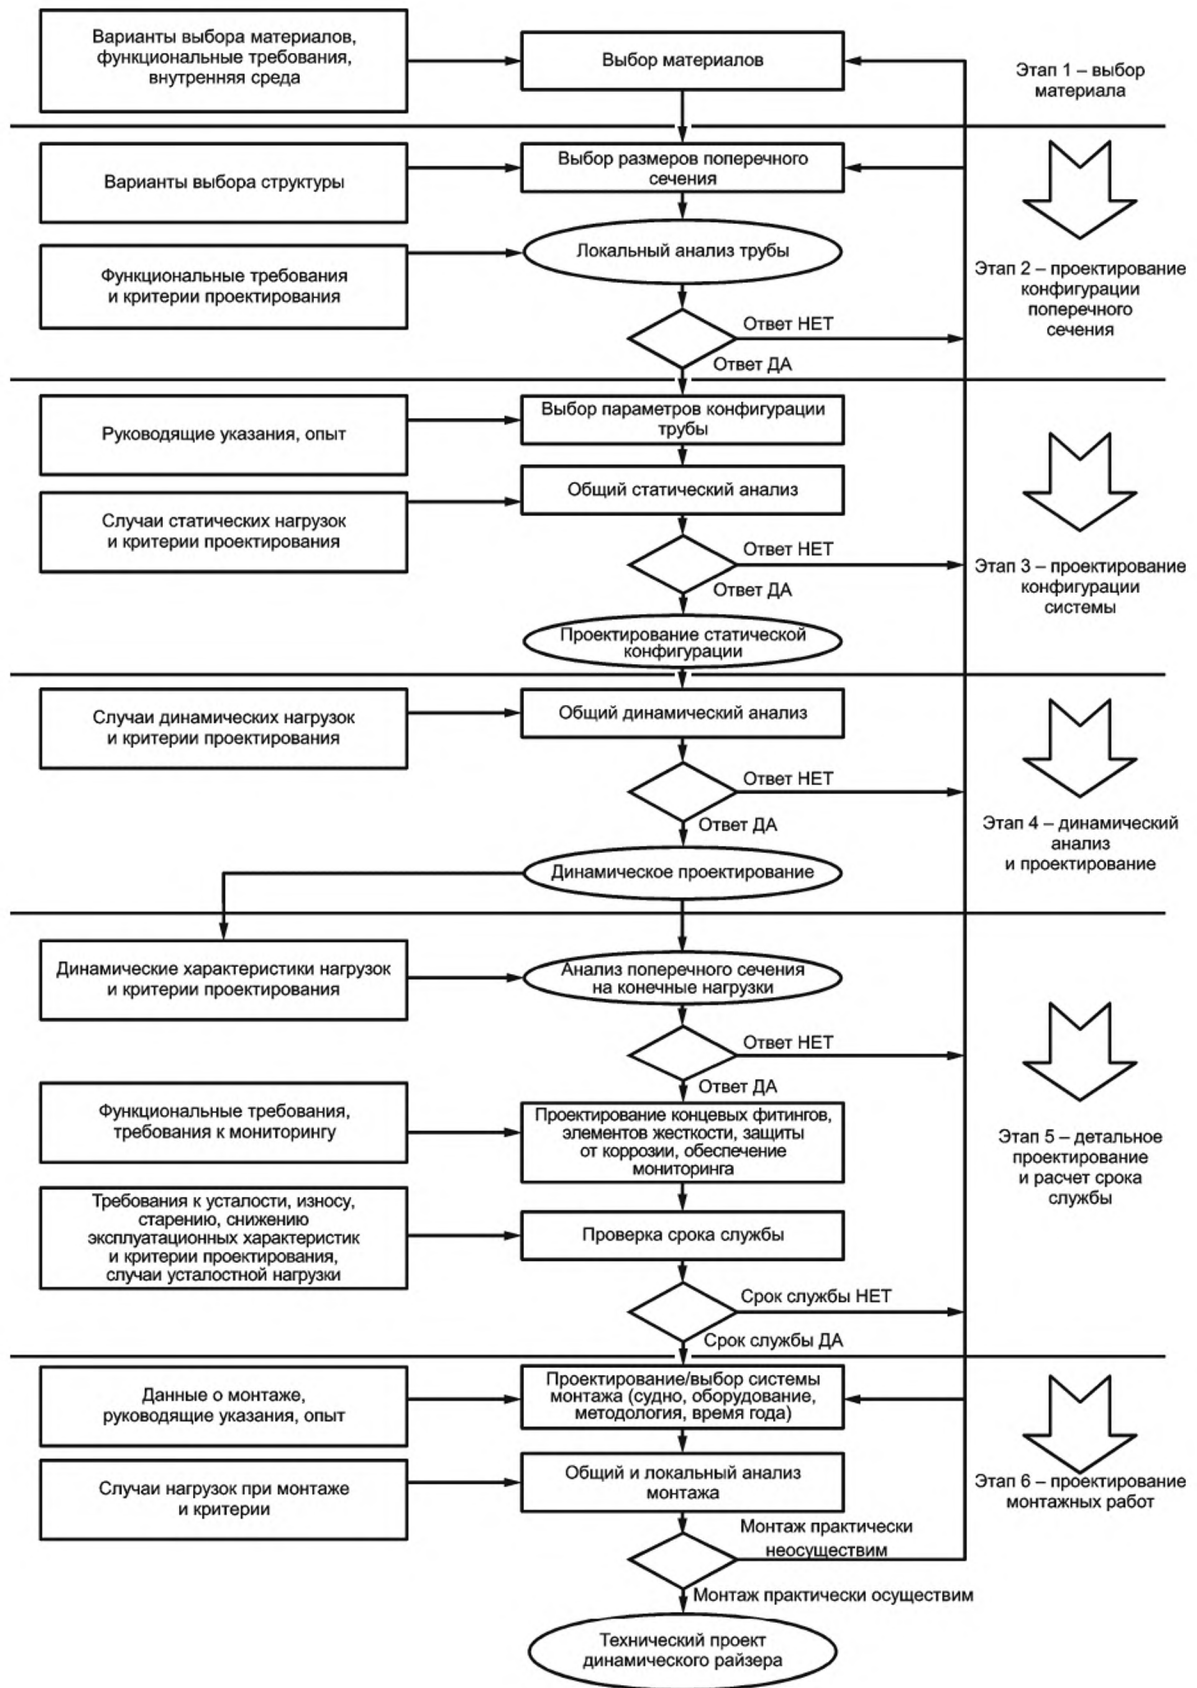 Варианты выбора материалов,
функциональные требования,
внутренняя среда
Выбор материалов
Этап 1 – выбор
материала
Варианты выбора структуры
Выбор размеров поперечного
сечения
Функциональные требования
и критерии проектирования
Локальный анализ трубы
Ответ НЕТ
Ответ ДА
Этап 2 – проектирование
конфигурации
поперечного
сечения
Руководящие указания, опыт
Выбор параметров конфигурации
трубы
Случаи статических нагрузок
и критерии проектирования
Общий статический анализ
Ответ НЕТ
Ответ ДА
Проектирование статической
конфигурации
Этап 3 – проектирование
конфигурации
системы
Случаи динамических нагрузок
и критерии проектирования
Общий динамический анализ
Ответ НЕТ
Ответ ДА
Динамическое проектирование
Этап 4 – динамический
анализ
и проектирование
Динамические характеристики нагрузок
и критерии проектирования
Анализ поперечного сечения
на конечные нагрузки
Ответ НЕТ
Ответ ДА
Функциональные требования,
требования к мониторингу
Проектирование концевых фитингов,
элементов жесткости, защиты
от коррозии, обеспечение
мониторинга
Этап 5 – детальное
проектирование
и расчет срока
службы
Требования к усталости, износу,
старению, снижению
эксплуатационных характеристик
и критерии проектирования,
случаи усталостной нагрузки
Проверка срока службы
Срок службы НЕТ
Срок службы ДА
Данные о монтаже,
руководящие указания, опыт
Проектирование/выбор системы
монтажа (судно, оборудование,
методология, время года)
Случаи нагрузок при монтаже
и критерии
Общий и локальный анализ
монтажа
Этап 6 – проектирование
монтажных работ
Монтаж практически
неосуществим
Монтаж практически осуществим
Технический проект
динамического райзера